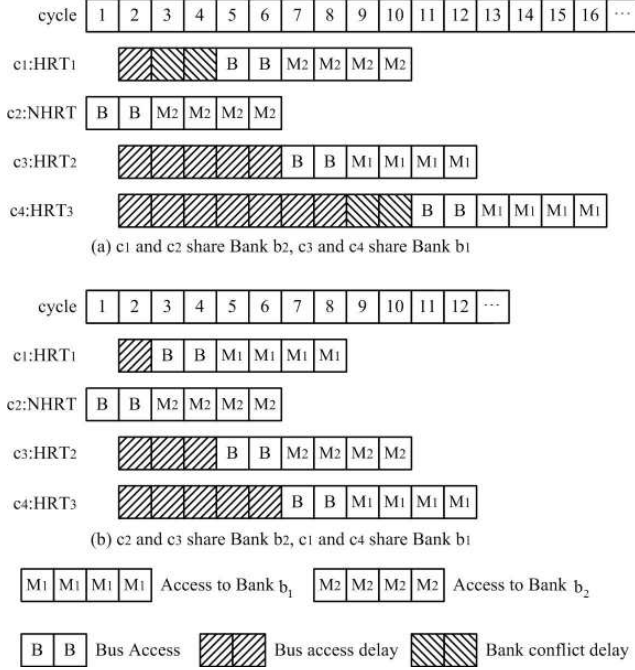 cycle 1 2 3 4 5 6 7 8 9 10 11 12 13 14 15 16 ...
c1:HRT1 B B M2 M2 M2 M2
c2:NHRT B B M2 M2 M2 M2
c3:HRT2 B B M1 M1 M1 M1
c4:HRT3 B B M1 M1 M1 M1
(a) c1 and c2 share Bank b2, c3 and c4 share Bank b1
cycle 1 2 3 4 5 6 7 8 9 10 11 12 ...
c1:HRT1 B B M1 M1 M1 M1
c2:NHRT B B M2 M2 M2 M2
c3:HRT2 B B M2 M2 M2 M2
c4:HRT3 B B M1 M1 M1 M1
(b) c2 and c3 share Bank b2, c1 and c4 share Bank b1
M1 M1 M1 M1 Access to Bank b1 M2 M2 M2 M2 Access to Bank b2
B B Bus Access Bus access delay Bank conflict delay